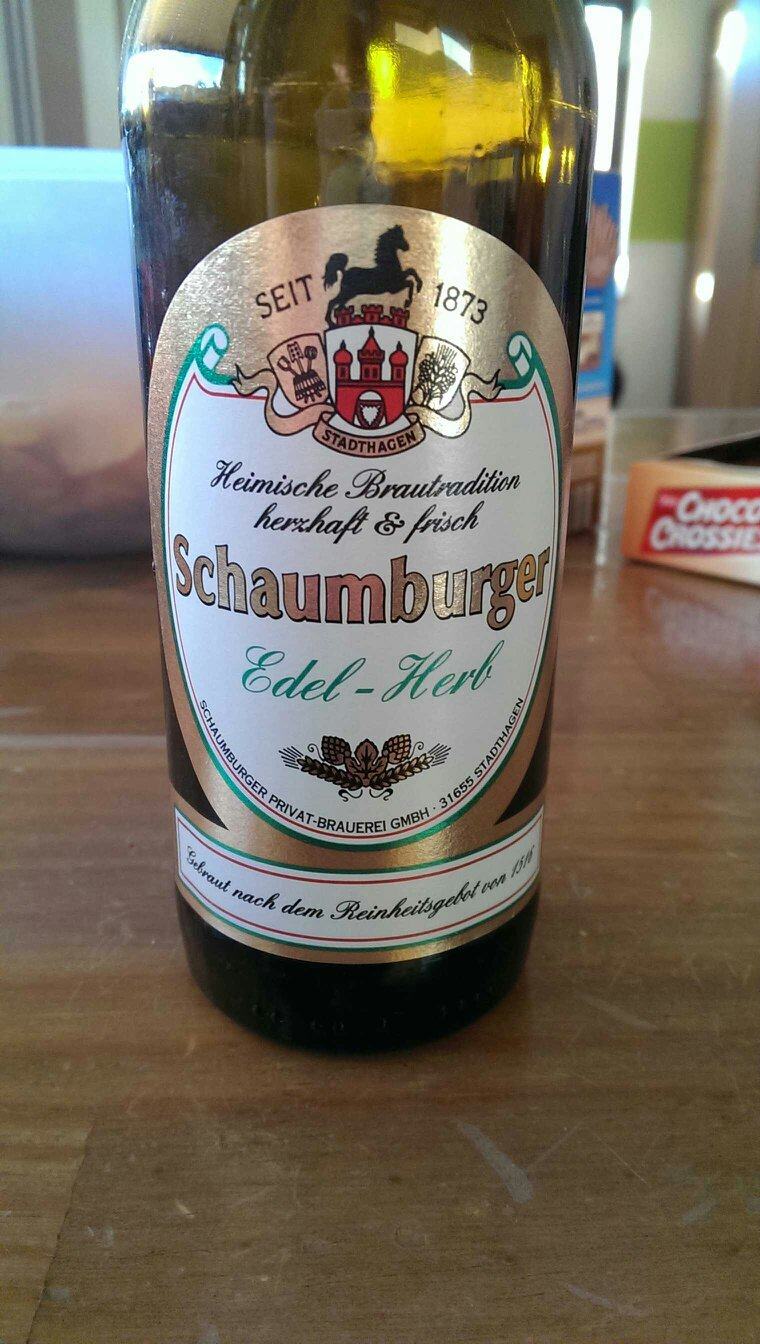 SEIT 1873
STADTHAGEN
Heimische Brautradition
herzhaft & frisch
Schaumburger
Edel-Herb
SCHAUMBURGER PRIVAT-BRAUEREI GMBH · 31655 STADTHAGEN
Gebraut nach dem Reinheitsgebot von 1516
CHOCO
CROSSIE